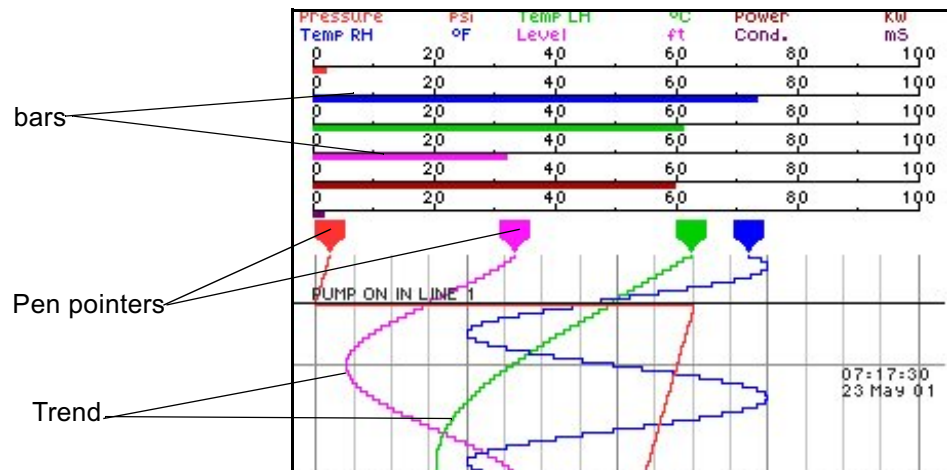 Pressure PSi Temp LH ºC Power KW
Temp RH ºF Level ft Cond. mS
0 20 40 60 80 100
0 20 40 60 80 100
0 20 40 60 80 100
0 20 40 60 80 100
0 20 40 60 80 100
0 20 40 60 80 100
bars
Pen pointers
PUMP ON IN LINE 1
07:17:30
23 May 01
Trend